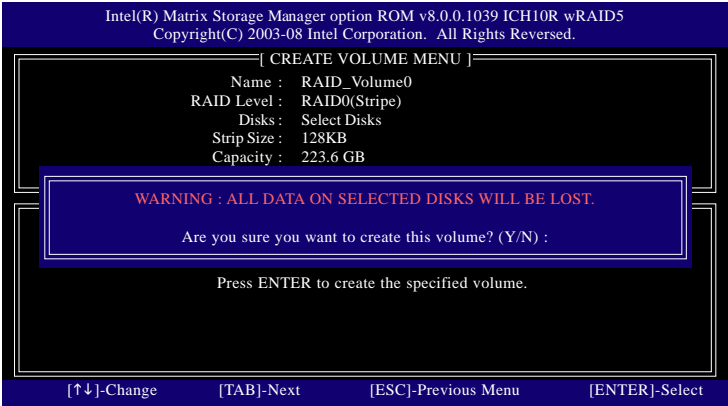 Intel(R) Matrix Storage Manager option ROM v8.0.0.1039 ICH10R wRAID5
Copyright(C) 2003-08 Intel Corporation. All Rights Reversed.
[ CREATE VOLUME MENU ]
Name : RAID_Volume0
RAID Level : RAID0(Stripe)
Disks : Select Disks
Strip Size : 128KB
Capacity : 223.6 GB
WARNING : ALL DATA ON SELECTED DISKS WILL BE LOST.
Are you sure you want to create this volume? (Y/N) :
Press ENTER to create the specified volume.
[↑↓]-Change [TAB]-Next [ESC]-Previous Menu [ENTER]-Select